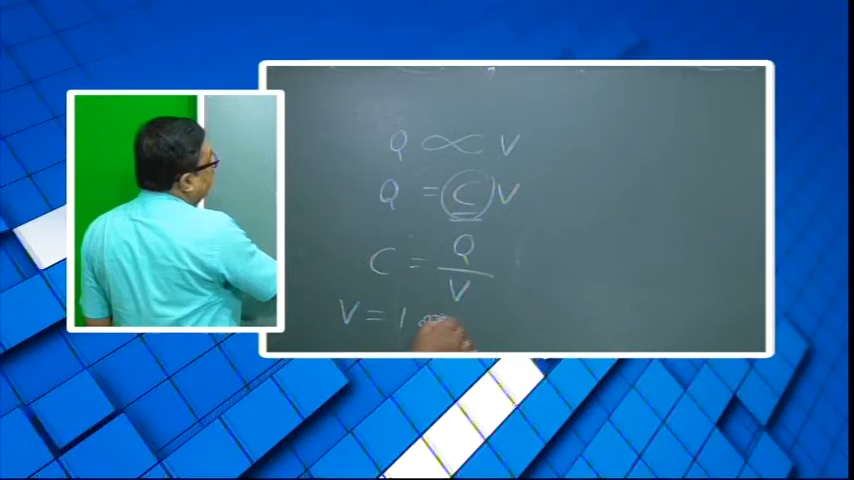 Q ∝ V
Q = C V
C = Q / V
V = 1